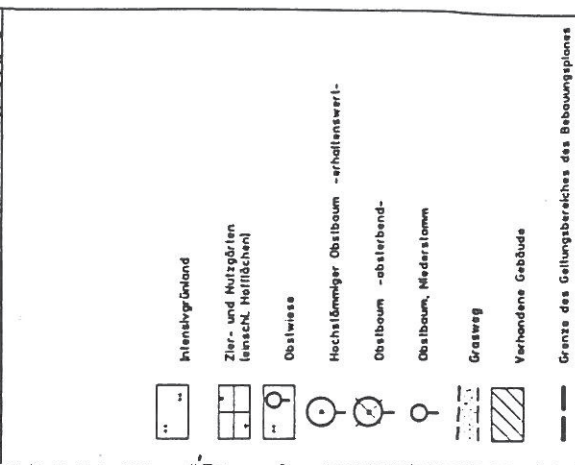 Intensivgrünland
Zier- und Nutzgärten
(einschl. Hofflächen)
Obstwiese
Hochstämmiger Obstbaum -erhaltenswert-
Obstbaum -absterbend-
Obstbaum, Niederstamm
Grasweg
Vorhandene Gebäude
Grenze des Geltungsbereiches des Bebauungsplanes